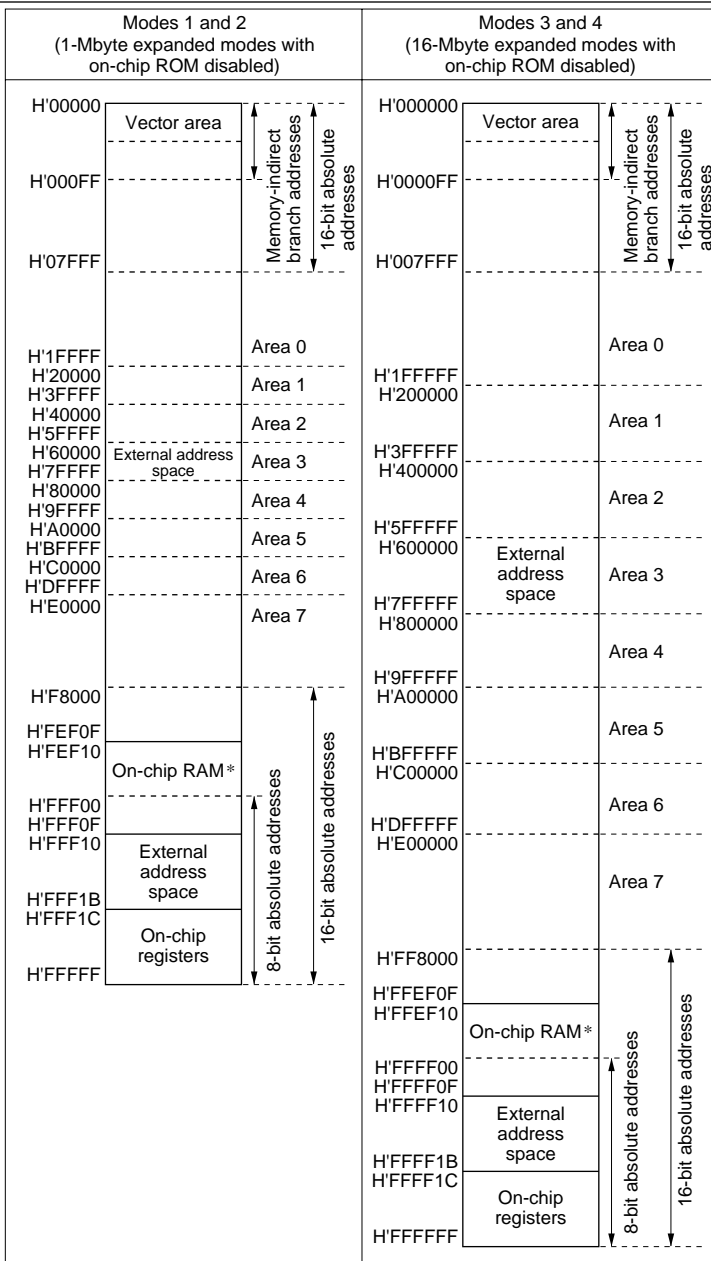 Modes 1 and 2
(1-Mbyte expanded modes with
on-chip ROM disabled)
H'00000
Vector area
H'000FF
H'07FFF
Memory-indirect
branch addresses
16-bit absolute
addresses
H'1FFFF
Area 0
H'20000
H'3FFFF
Area 1
H'40000
H'5FFFF
Area 2
H'60000
H'7FFFF
External address
space
Area 3
H'80000
H'9FFFF
Area 4
H'A0000
H'BFFFF
Area 5
H'C0000
H'DFFFF
Area 6
H'E0000
Area 7
H'F8000
H'FEF0F
H'FEF10
On-chip RAM*
H'FFF00
H'FFF0F
H'FFF10
External
address
space
H'FFF1B
H'FFF1C
On-chip
registers
H'FFFFF
8-bit absolute addresses
16-bit absolute addresses
Modes 3 and 4
(16-Mbyte expanded modes with
on-chip ROM disabled)
H'000000
Vector area
H'0000FF
H'007FFF
Memory-indirect
branch addresses
16-bit absolute
addresses
Area 0
H'1FFFFF
H'200000
Area 1
H'3FFFFF
H'400000
Area 2
H'5FFFFF
H'600000
External
address
space
Area 3
H'7FFFFF
H'800000
Area 4
H'9FFFFF
H'A00000
Area 5
H'BFFFFF
H'C00000
Area 6
H'DFFFFF
H'E00000
Area 7
H'FF8000
H'FFEF0F
H'FFEF10
On-chip RAM*
H'FFFF00
H'FFFF0F
H'FFFF10
External
address
space
H'FFFF1B
H'FFFF1C
On-chip
registers
H'FFFFFF
8-bit absolute addresses
16-bit absolute addresses